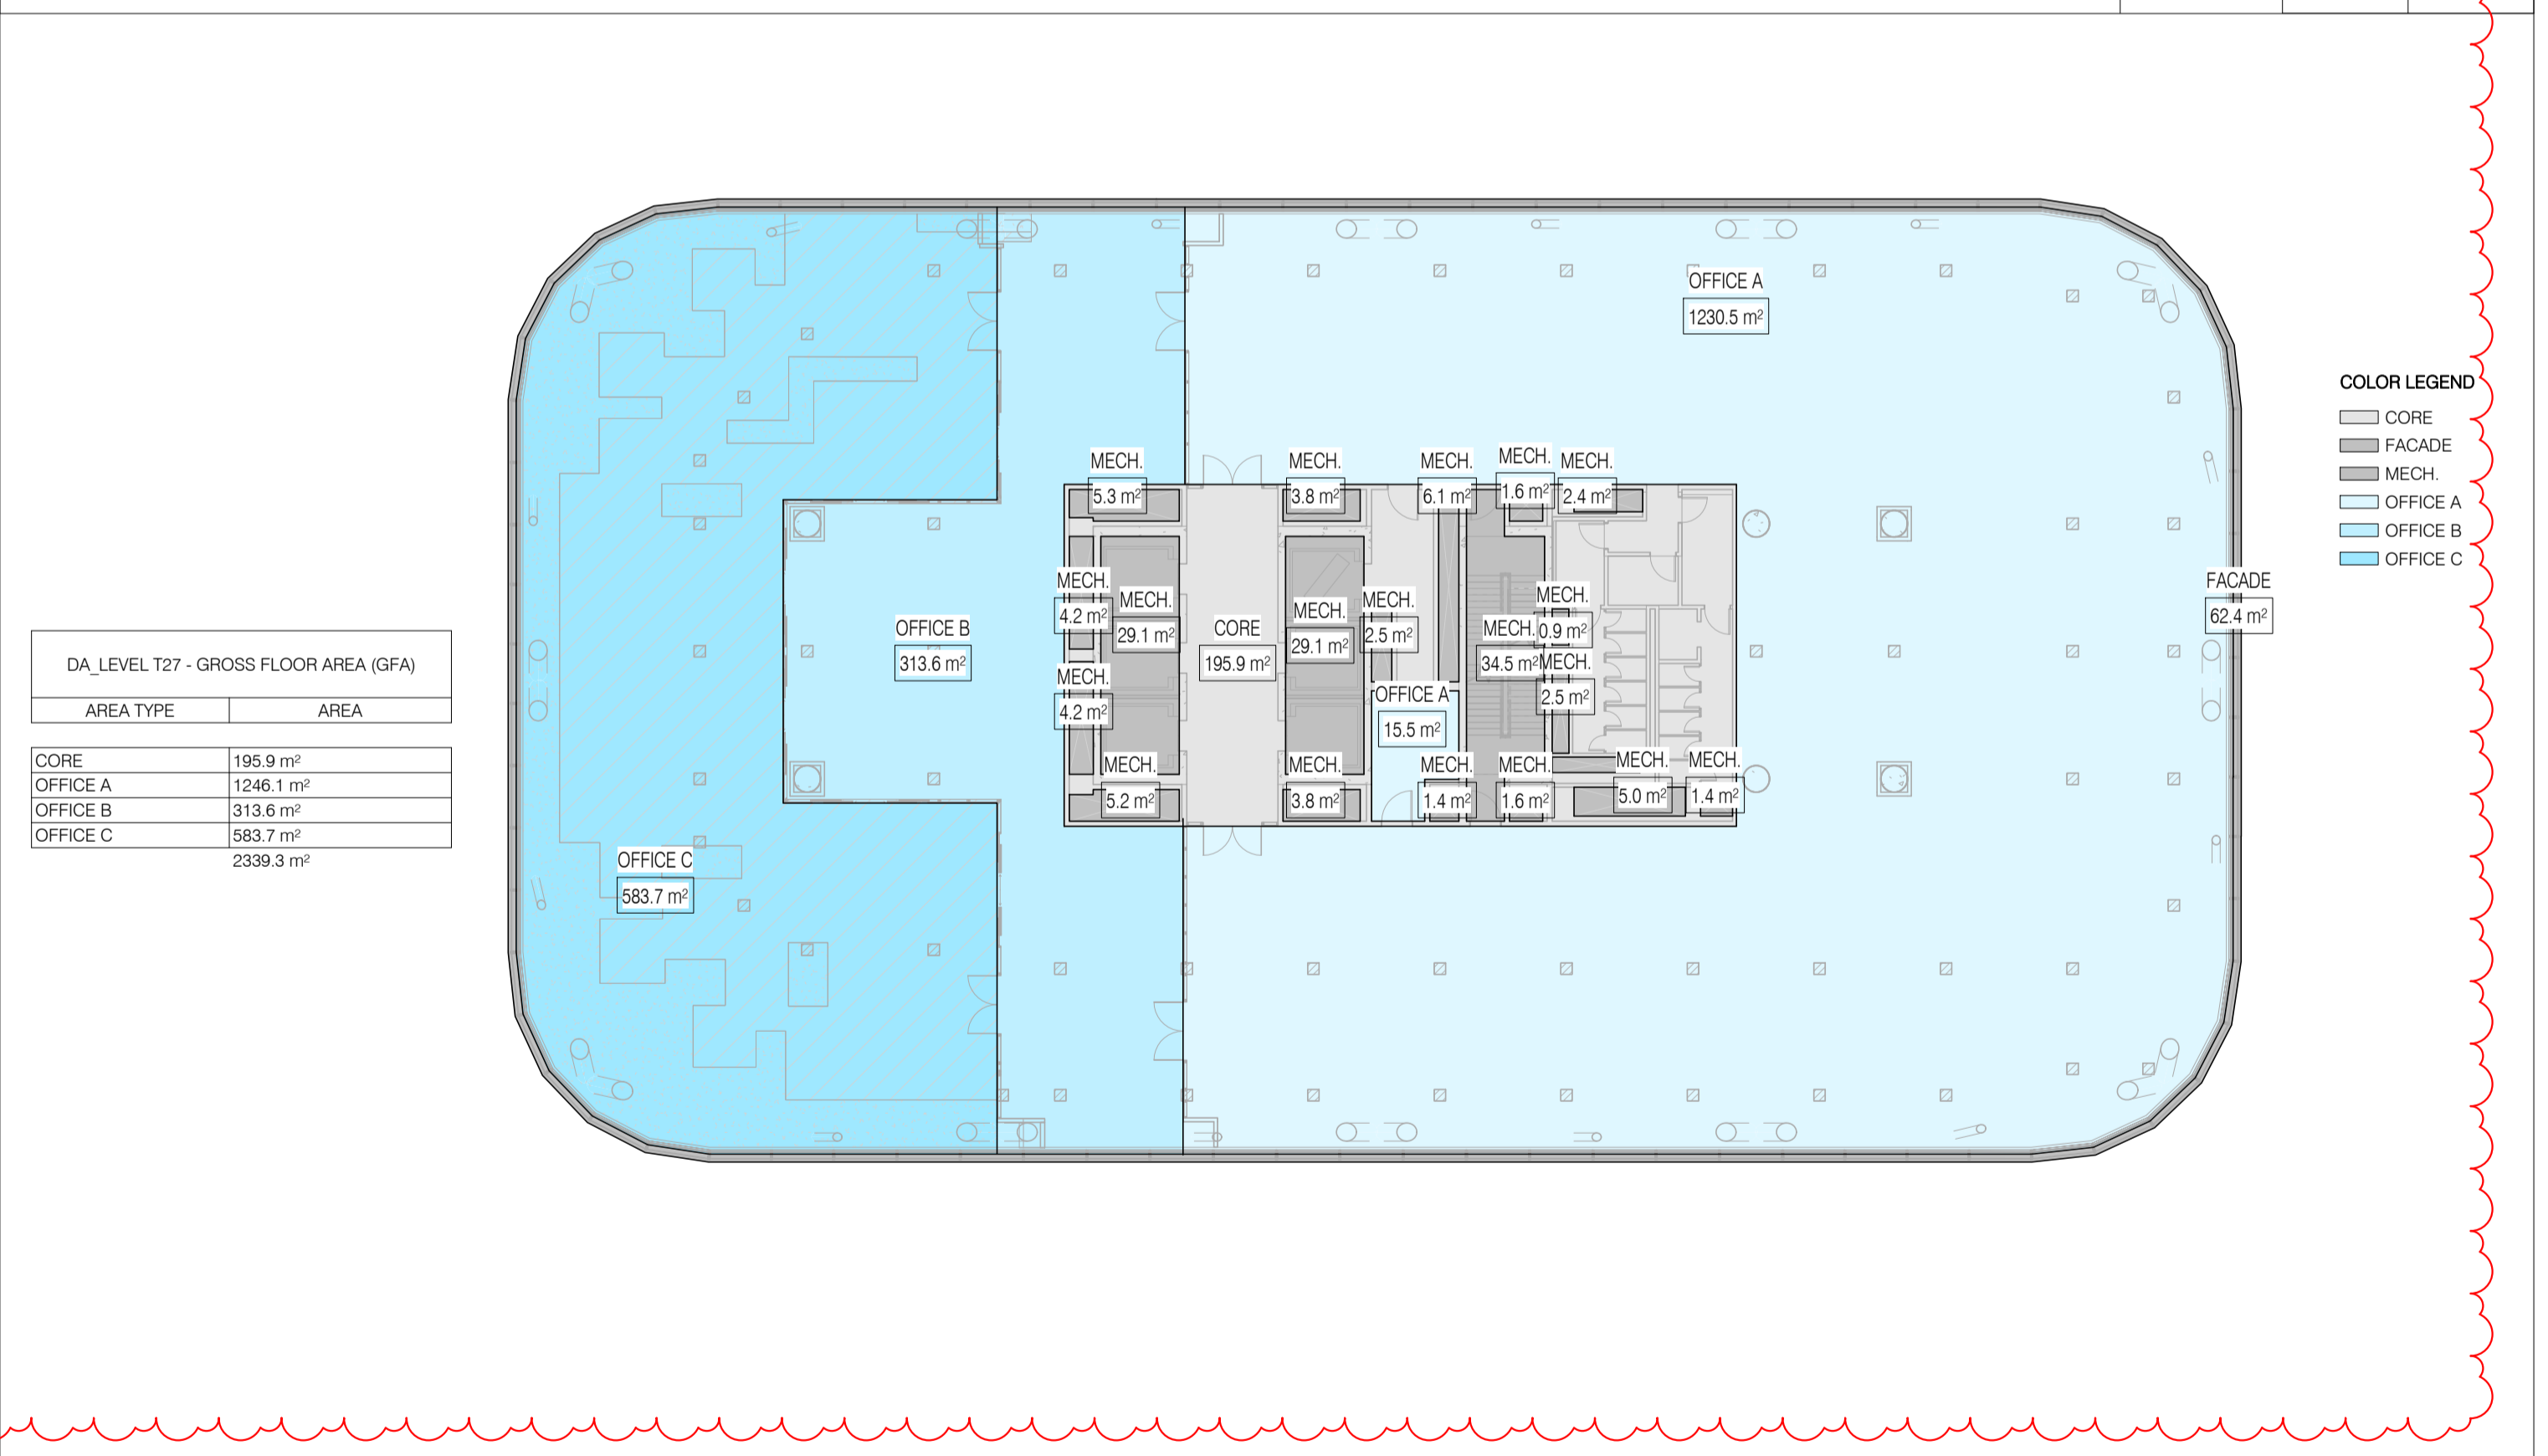 OFFICE A
1230.5 m²
COLOR LEGEND
CORE
FACADE
MECH.
OFFICE A
OFFICE B
OFFICE C
MECH.
5.3 m²
MECH.
3.8 m²
MECH.
6.1 m²
MECH.
1.6 m²
MECH.
2.4 m²
MECH.
4.2 m²
MECH.
29.1 m²
CORE
195.9 m²
MECH.
29.1 m²
MECH.
2.5 m²
MECH.
34.5 m²
MECH.
0.9 m²
MECH.
2.5 m²
FACADE
62.4 m²
OFFICE B
313.6 m²
MECH.
4.2 m²
OFFICE A
15.5 m²
MECH.
5.2 m²
MECH.
3.8 m²
MECH.
1.4 m²
MECH.
1.6 m²
MECH.
5.0 m²
MECH.
1.4 m²
OFFICE C
583.7 m²
DA_LEVEL T27 - GROSS FLOOR AREA (GFA)
AREA TYPE AREA
CORE 195.9 m²
OFFICE A 1246.1 m²
OFFICE B 313.6 m²
OFFICE C 583.7 m²
2339.3 m²